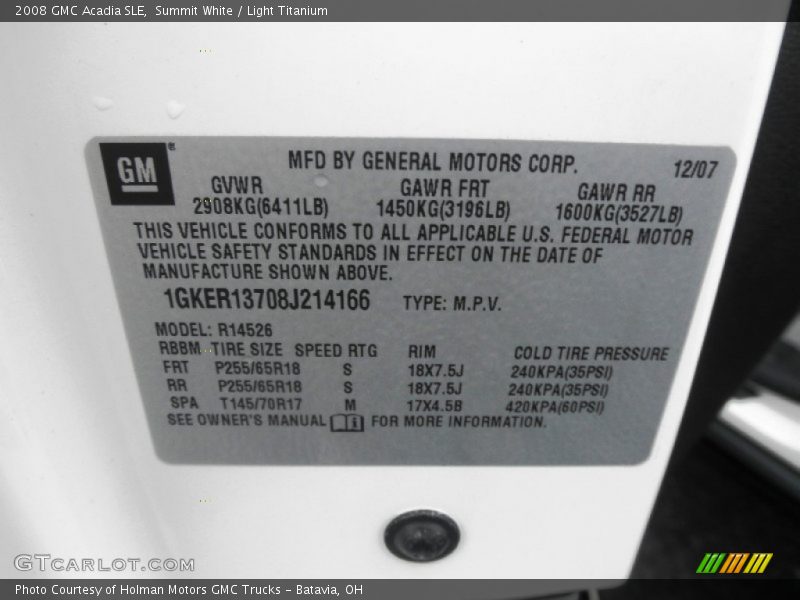 2008 GMC Acadia SLE,  Summit White / Light Titanium
GM®
MFD BY GENERAL MOTORS CORP. 12/07
GVWR GAWR FRT GAWR RR
2908KG(6411LB) 1450KG(3196LB) 1600KG(3527LB)
THIS VEHICLE CONFORMS TO ALL APPLICABLE U.S. FEDERAL MOTOR
VEHICLE SAFETY STANDARDS IN EFFECT ON THE DATE OF
MANUFACTURE SHOWN ABOVE.
1GKER13708J214166 TYPE: M.P.V.
MODEL: R14526
RBBM TIRE SIZE SPEED RTG RIM COLD TIRE PRESSURE
FRT P255/65R18 S 18X7.5J 240KPA(35PSI)
RR P255/65R18 S 18X7.5J 240KPA(35PSI)
SPA T145/70R17 M 17X4.5B 420KPA(60PSI)
SEE OWNER'S MANUAL i FOR MORE INFORMATION.
GTcarlot.com
Photo Courtesy of Holman Motors GMC Trucks – Batavia, OH